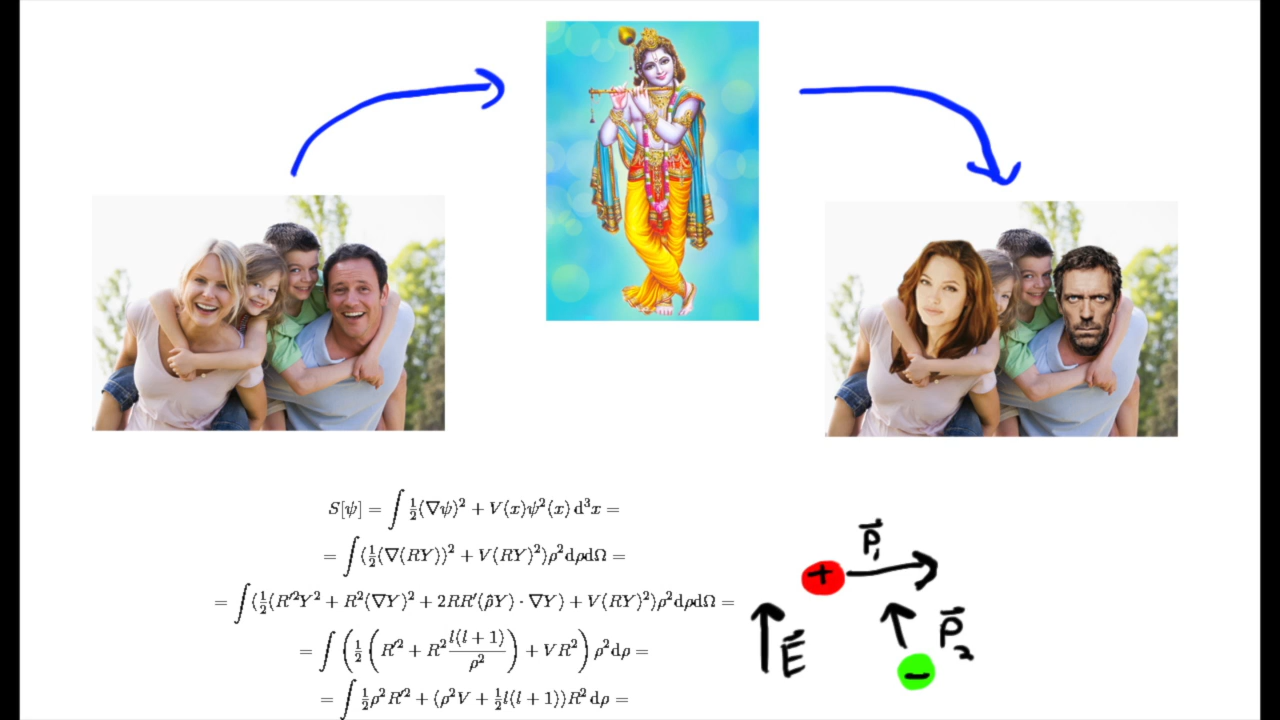 S[ψ] = ∫ ½(∇ψ)² + V(x)ψ²(x) d³x =
= ∫(½(∇(RY))² + V(RY)²)ρ²dρdΩ =
= ∫(½(R′²Y² + R²(∇Y)² + 2RR′(ρ̂Y) · ∇Y) + V(RY)²)ρ²dρdΩ =
= ∫ (½ (R′² + R² l(l + 1)/ρ²) + VR²) ρ²dρ =
= ∫ ½ρ²R′² + (ρ²V + ½l(l + 1))R² dρ =
P⃗₁
+
E⃗
P⃗₂
−